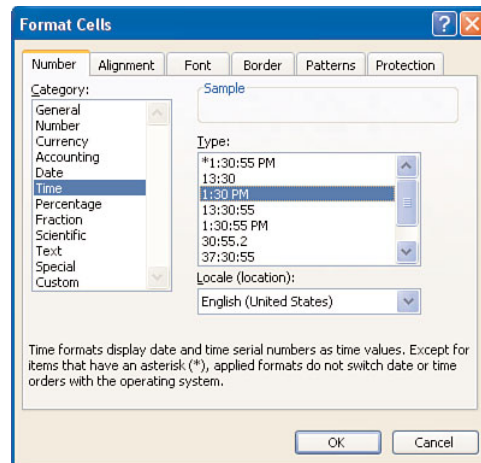 Format Cells
Number
Alignment
Font
Border
Patterns
Protection
Category:
General
Number
Currency
Accounting
Date
Time
Percentage
Fraction
Scientific
Text
Special
Custom
Sample
Type:
*1:30:55 PM
13:30
1:30 PM
13:30:55
1:30:55 PM
30:55.2
37:30:55
Locale (location):
English (United States)
Time formats display date and time serial numbers as time values. Except for
items that have an asterisk (*), applied formats do not switch date or time
orders with the operating system.
OK
Cancel